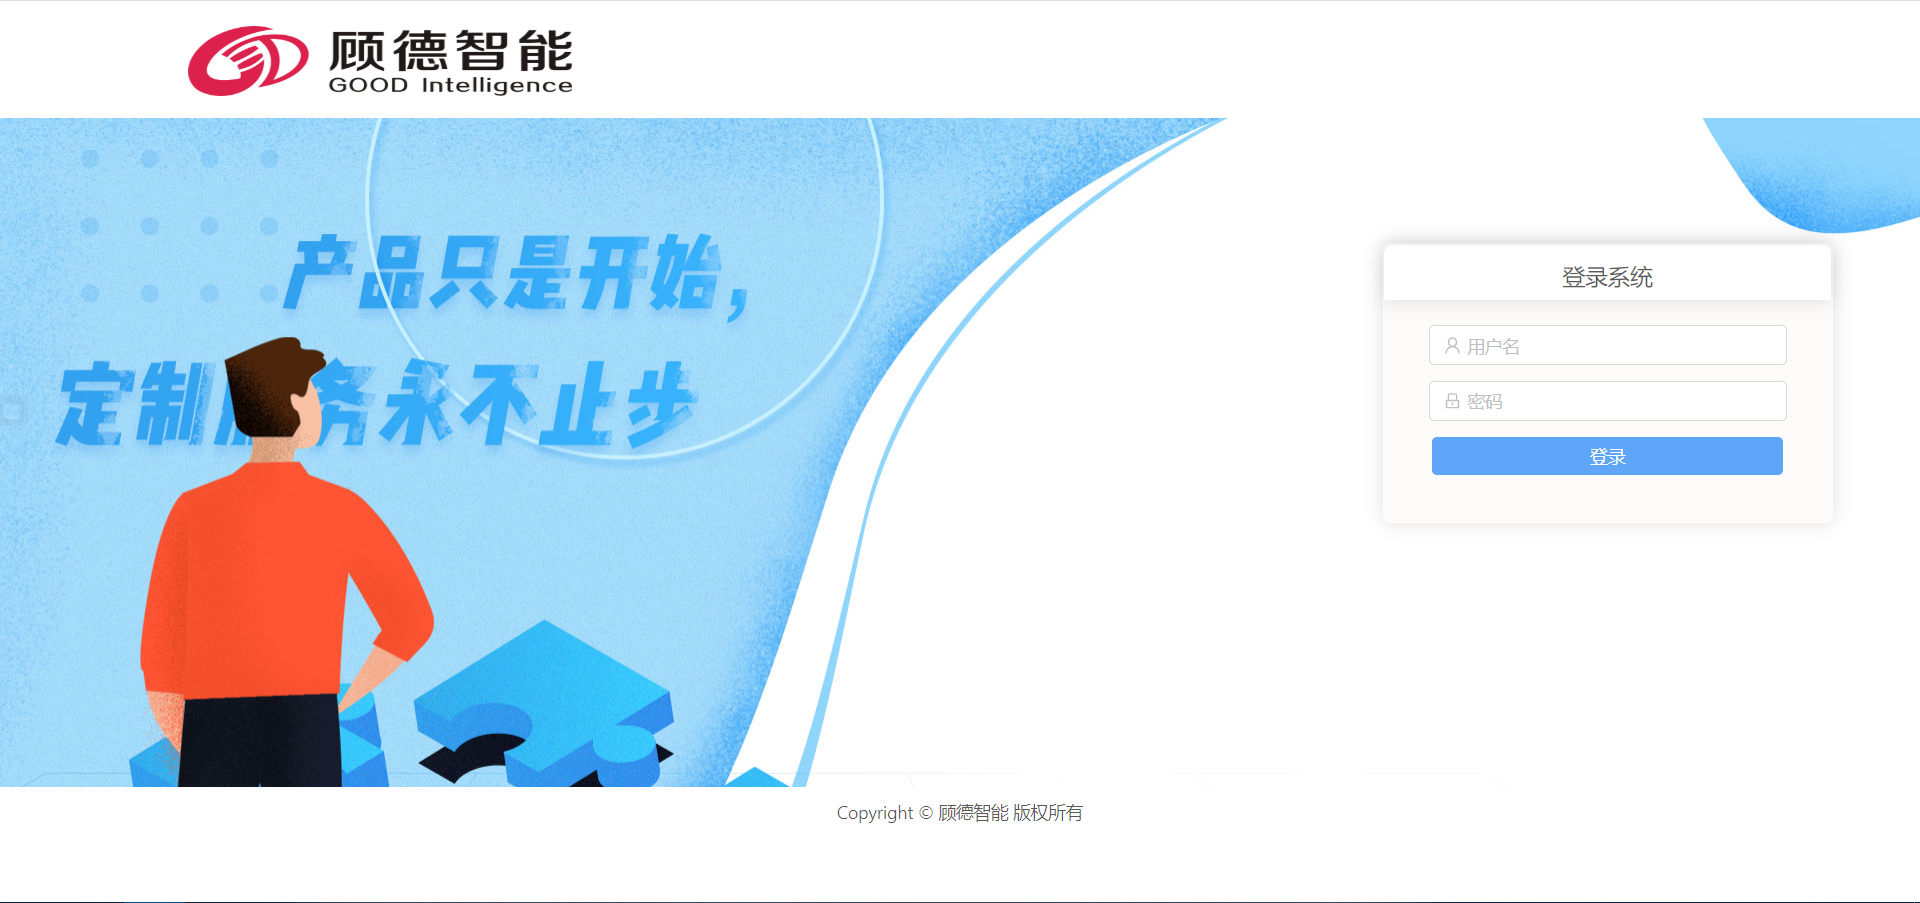 顾德智能
GOOD Intelligence
产品只是开始，
定制服务永不止步
登录系统
用户名
密码
登录
Copyright © 顾德智能 版权所有